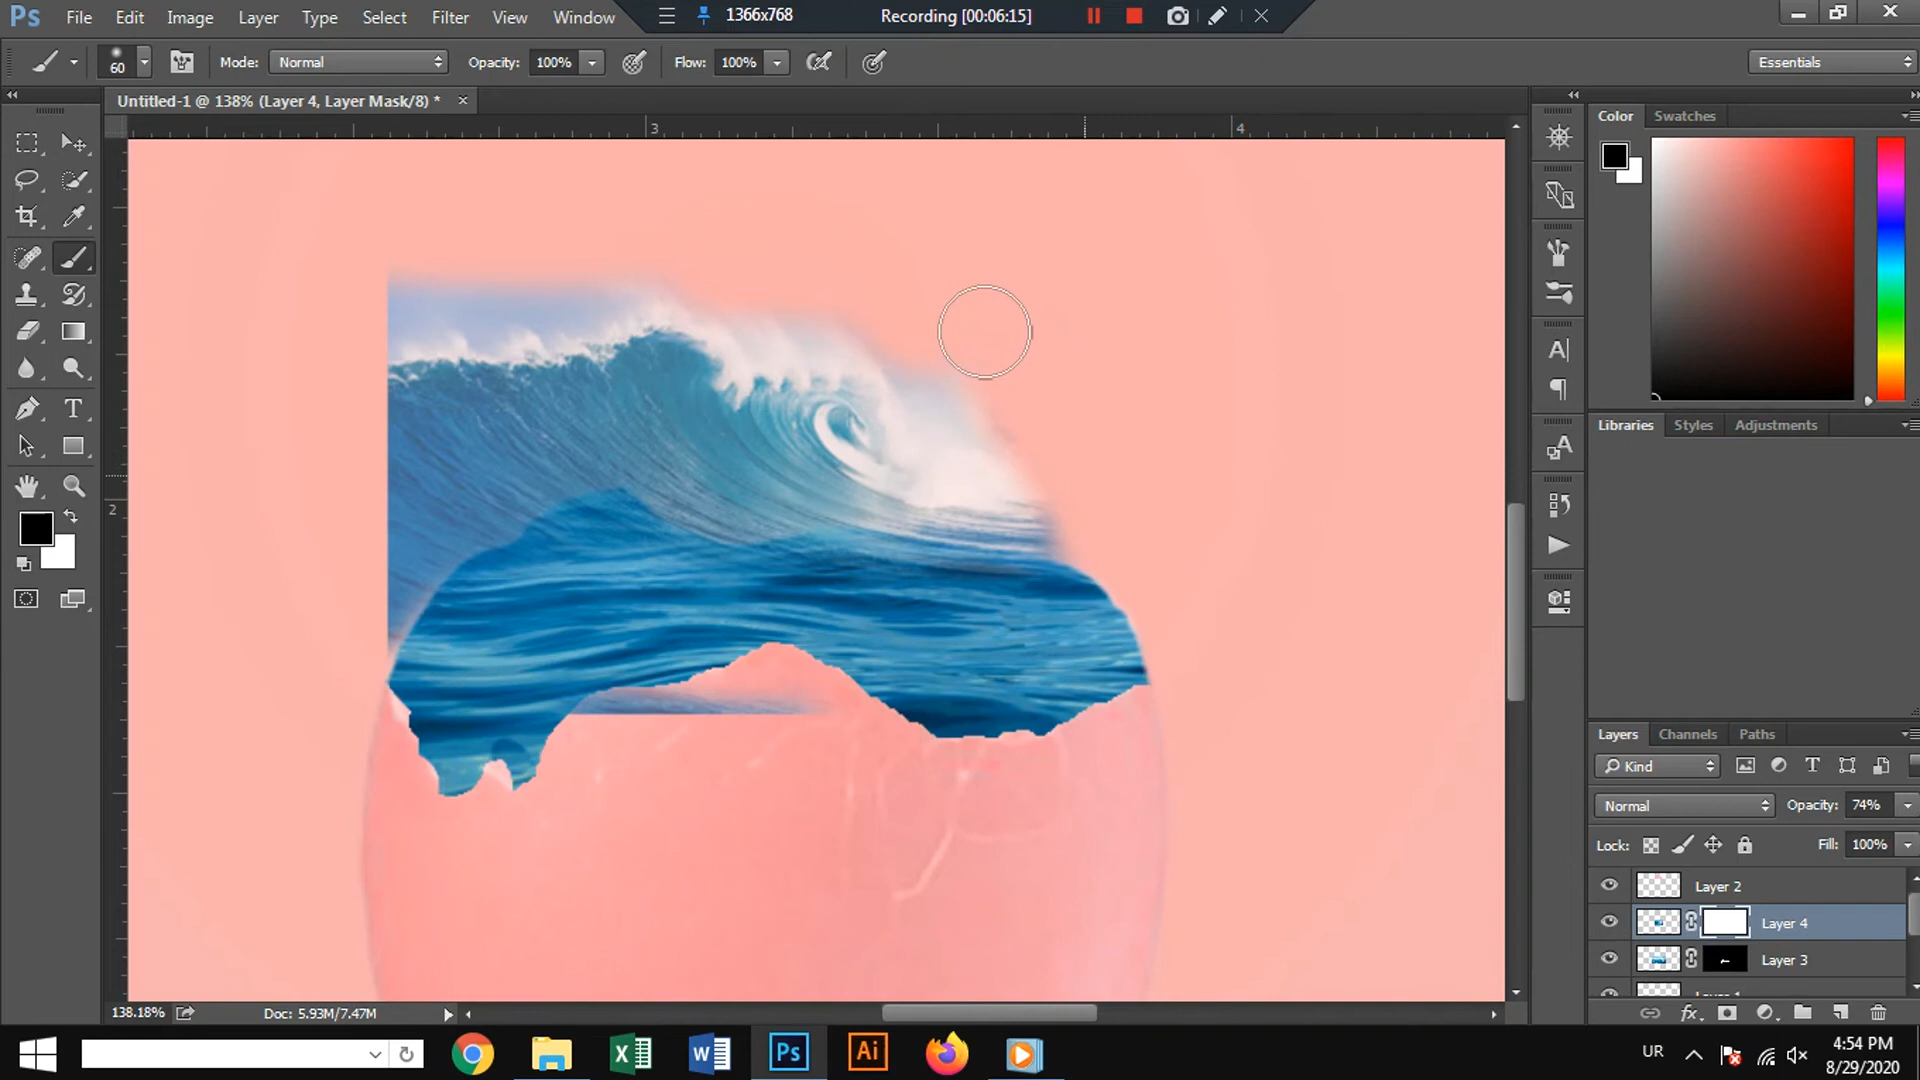 Ps File Edit Image Layer Type Select Filter View Window 1366x768 Recording [00:06:15]
60 Mode: Normal Opacity: 100% Flow: 100% Essentials
Untitled-1 @ 138% (Layer 4, Layer Mask/8) * ×
3 4
2
Color Swatches
Libraries Styles Adjustments
Layers Channels Paths
Kind
Normal Opacity: 74%
Lock: Fill: 100%
Layer 2
Layer 4
Layer 3
138.18% Doc: 5.93M/7.47M
Ps Ai UR 4:54 PM
8/29/2020